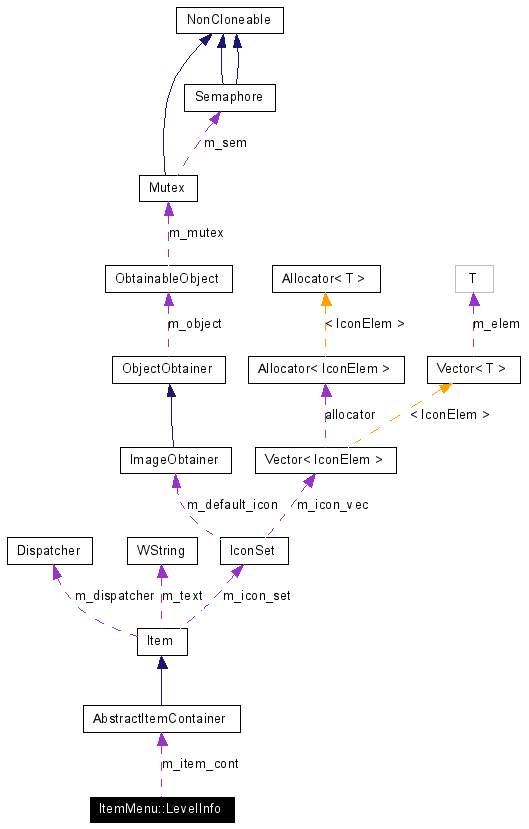 NonCloneable
Semaphore
m_sem
Mutex
m_mutex
ObtainableObject
Allocator< T >
T
m_object
< IconElem >
m_elem
ObjectObtainer
Allocator< IconElem >
Vector< T >
allocator
< IconElem >
ImageObtainer
Vector< IconElem >
m_default_icon
m_icon_vec
Dispatcher
WString
IconSet
m_dispatcher
m_text
m_icon_set
Item
AbstractItemContainer
m_item_cont
ItemMenu::LevelInfo